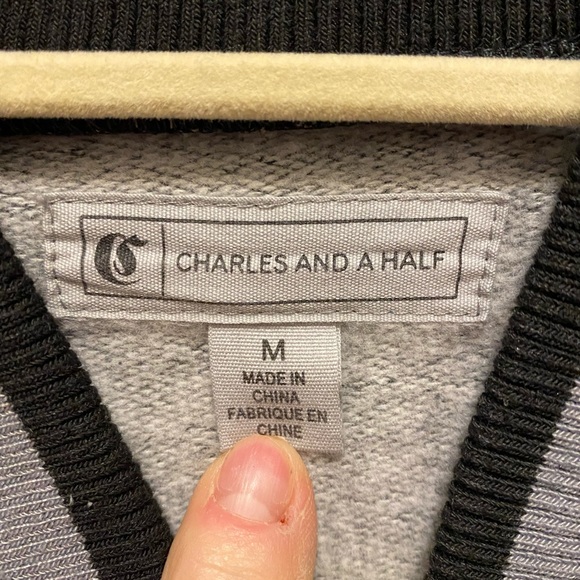 C CHARLES AND A HALF
M
MADE IN
CHINA
FABRIQUE EN
CHINE